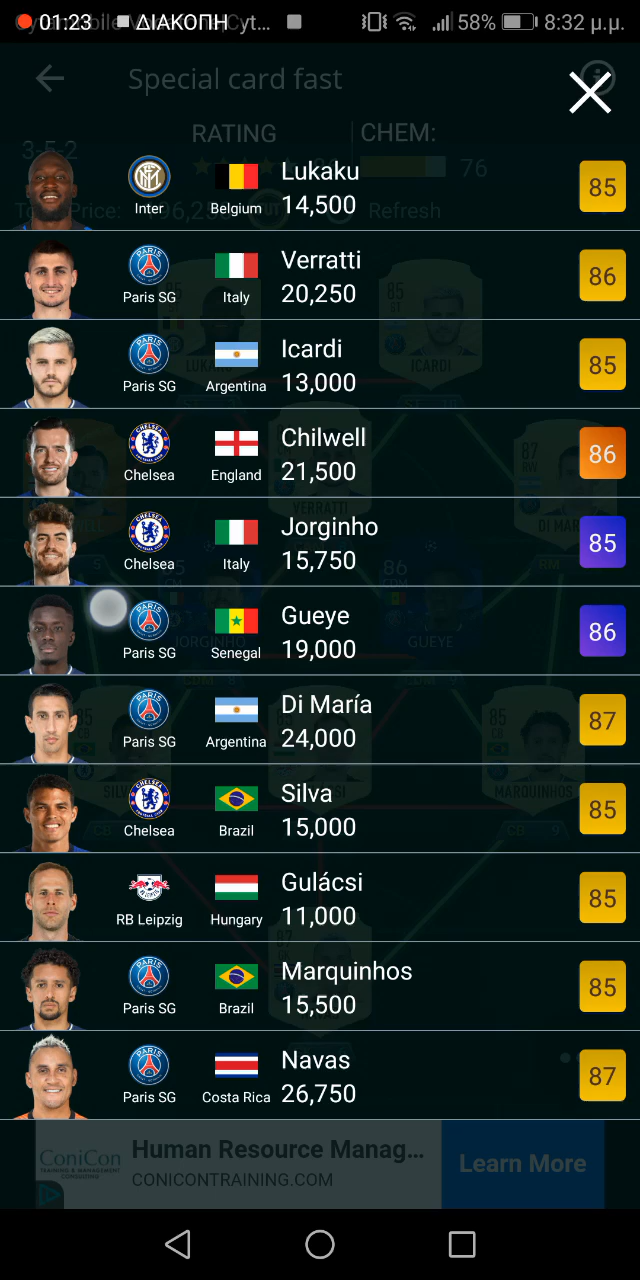 01:23 ΔΙΑΚΟΠΗ Cyt... 58% 8:32 μ.μ.
Special card fast
3-5-2 RATING CHEM:
76
Refresh
Lukaku
Inter Belgium 14,500 85
Verratti
Paris SG Italy 20,250 86
Icardi
Paris SG Argentina 13,000 85
Chilwell
Chelsea England 21,500 86
Jorginho
Chelsea Italy 15,750 85
Gueye
Paris SG Senegal 19,000 86
Di María
Paris SG Argentina 24,000 87
Silva
Chelsea Brazil 15,000 85
Gulácsi
RB Leipzig Hungary 11,000 85
Marquinhos
Paris SG Brazil 15,500 85
Navas
Paris SG Costa Rica 26,750 87
ConiCon Human Resource Manag...
CONICONTRAINING.COM
Learn More